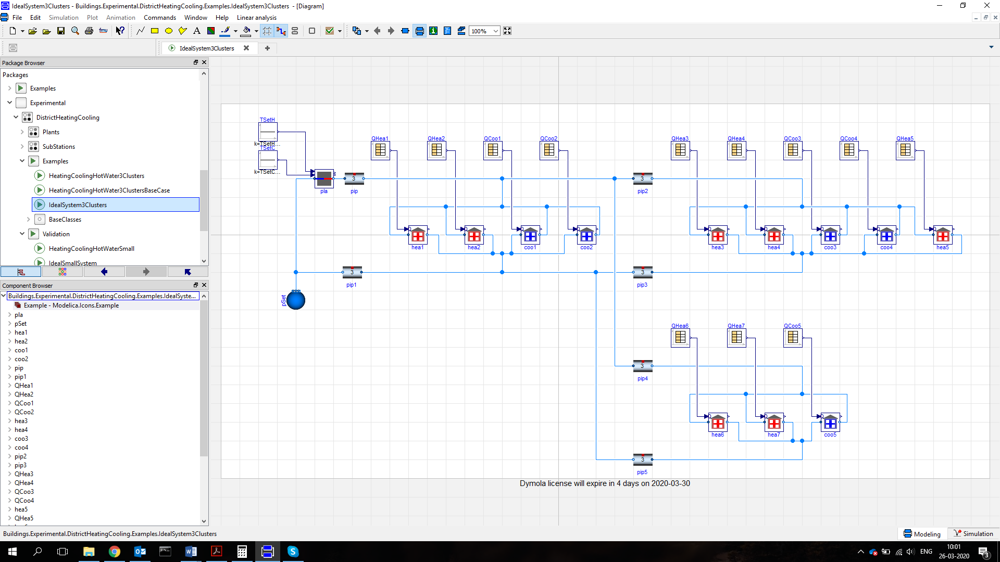 IdealSystem3Clusters - Buildings.Experimental.DistrictHeatingCooling.Examples.IdealSystem3Clusters - [Diagram]
File Edit Simulation Plot Animation Commands Window Help Linear analysis
fmu A 100%
IdealSystem3Clusters
Package Browser
Packages
Examples
Experimental
DistrictHeatingCooling
Plants
SubStations
Examples
HeatingCoolingHotWater3Clusters
HeatingCoolingHotWater3ClustersBaseCase
IdealSystem3Clusters
BaseClasses
Validation
HeatingCoolingHotWaterSmall
IdealSmallSystem
Component Browser
Buildings.Experimental.DistrictHeatingCooling.Examples.IdealSyste...
Example - Modelica.Icons.Example
pla
pSet
hea1
hea2
coo1
coo2
pip
pip1
QHea1
QHea2
QCoo1
QCoo2
hea3
hea4
coo3
coo4
pip2
pip3
QHea3
QHea4
QCoo3
QCoo4
hea5
QHea5
TSetH
k=TSetH...
TSetC
k=TSetC...
QHea1 QHea2 QCoo1 QCoo2 QHea3 QHea4 QCoo3 QCoo4 QHea5
3 3
pla pip pip2
hea1 hea2 coo1 coo2 hea3 hea4 coo3 coo4 hea5
3 3
pip1 pip3
pSet
QHea6 QHea7 QCoo5
3
pip4
hea6 hea7 coo5
3
pip5
Dymola license will expire in 4 days on 2020-03-30
Buildings.Experimental.DistrictHeatingCooling.Examples.IdealSystem3Clusters
Modeling Simulation
ENG
10:01
26-03-2020
3